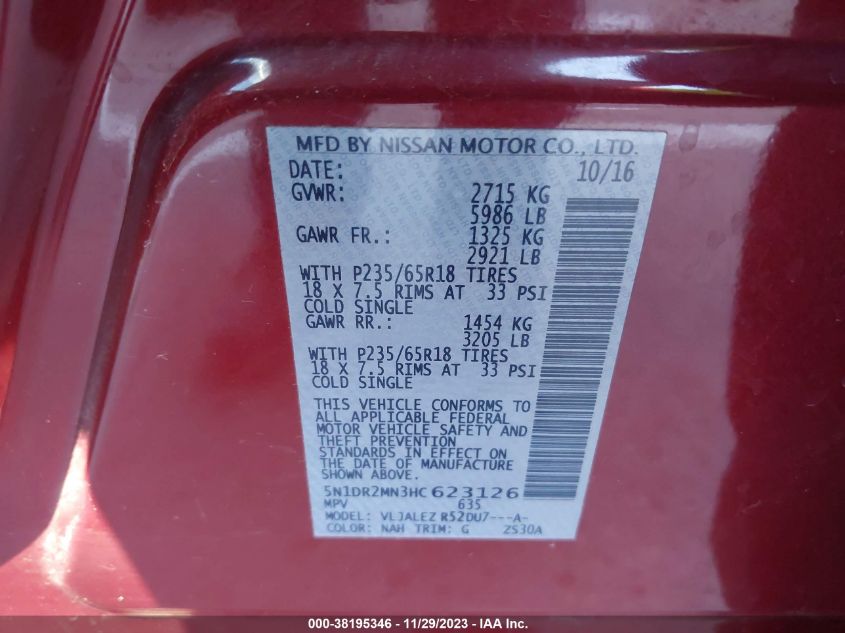 MFD BY NISSAN MOTOR CO., LTD.
DATE: 10/16
GVWR: 2715 KG
5986 LB
GAWR FR.: 1325 KG
2921 LB
WITH P235/65R18 TIRES
18 X 7.5 RIMS AT 33 PSI
COLD SINGLE
GAWR RR.: 1454 KG
3205 LB
WITH P235/65R18 TIRES
18 X 7.5 RIMS AT 33 PSI
COLD SINGLE
THIS VEHICLE CONFORMS TO
ALL APPLICABLE FEDERAL
MOTOR VEHICLE SAFETY AND
THEFT PREVENTION
STANDARDS IN EFFECT ON
THE DATE OF MANUFACTURE
SHOWN ABOVE.
5N1DR2MN3HC 623126
MPV 635
MODEL: VLJALEZ R52DU7---A-
COLOR: NAH TRIM: G ZS30A
000-38195346 - 11/29/2023 - IAA Inc.